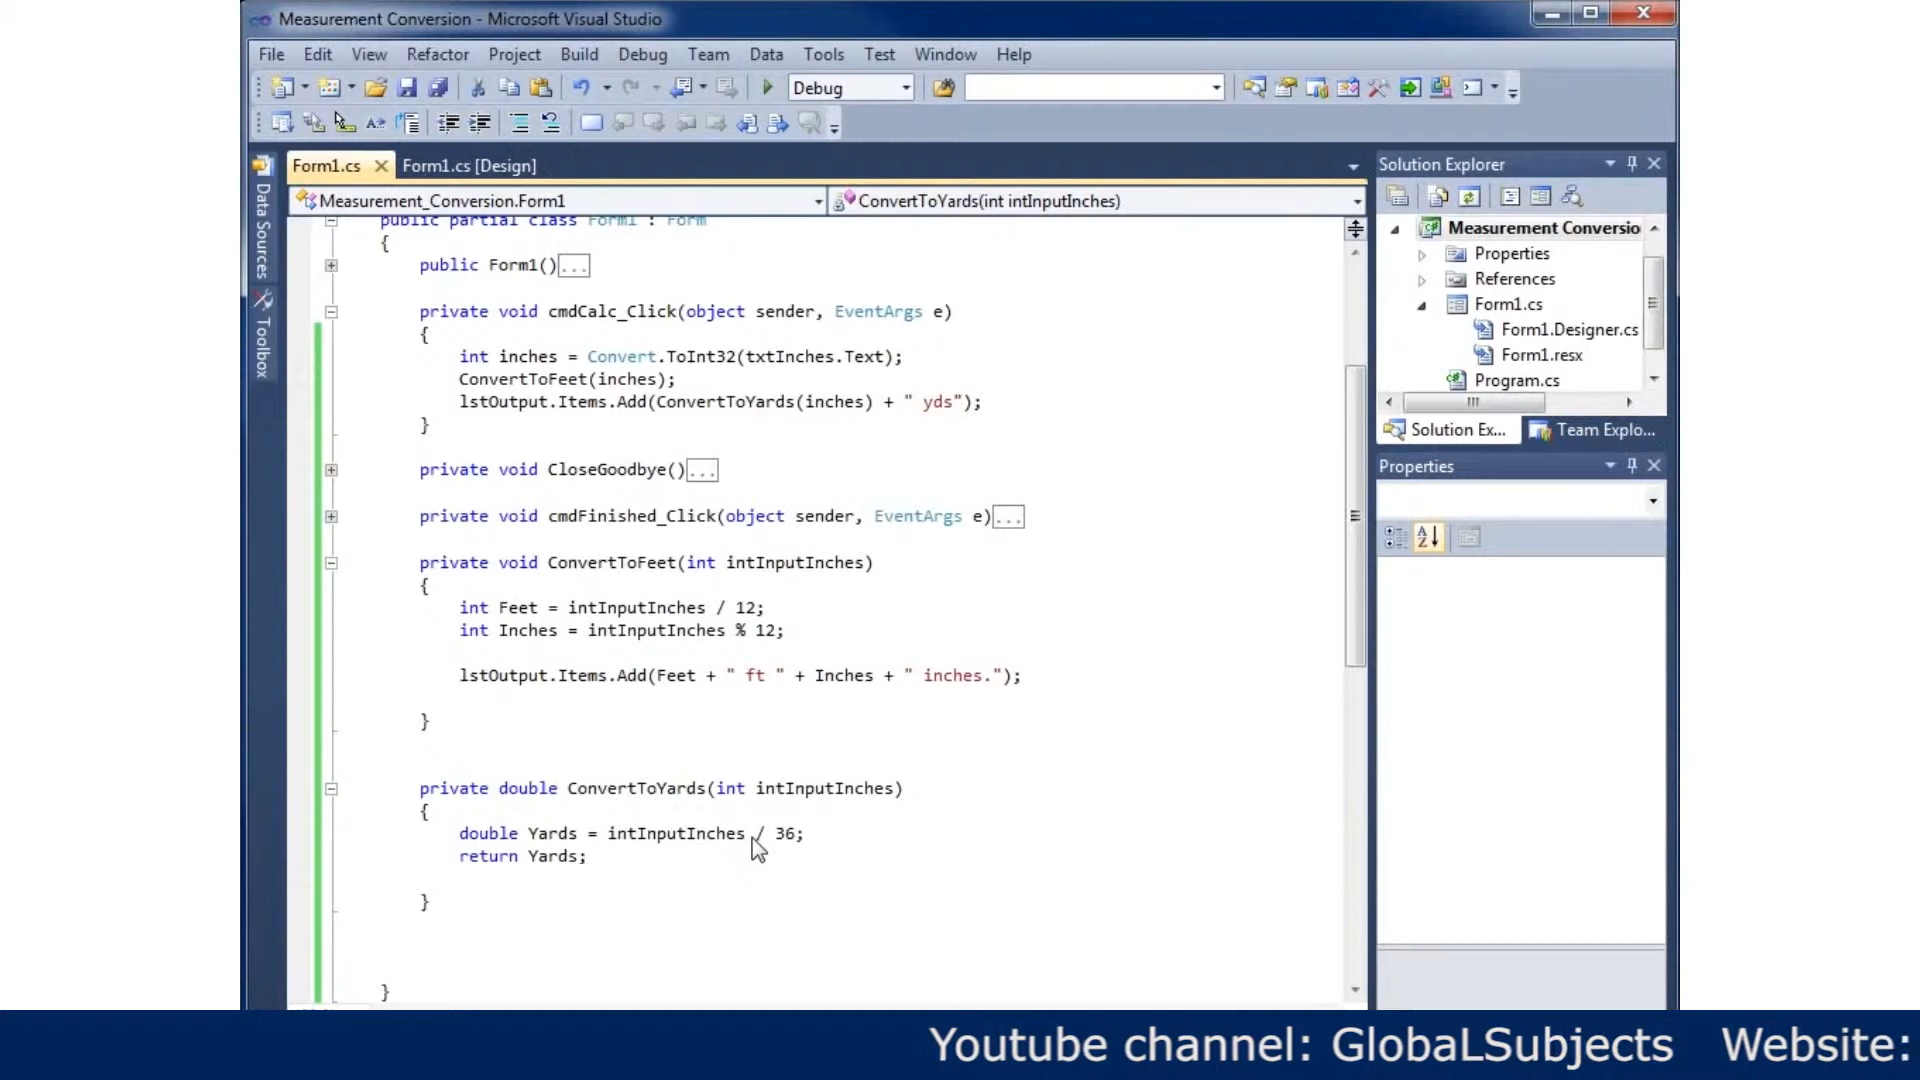 Measurement Conversion - Microsoft Visual Studio
File Edit View Refactor Project Build Debug Team Data Tools Test Analyze Window Help
Debug
Form1.cs Form1.cs [Design]
Measurement_Conversion.Form1 ConvertToYards(int intInputInches)
public partial class Form1 : Form
{
public Form1()...
private void cmdCalc_Click(object sender, EventArgs e)
{
int inches = Convert.ToInt32(txtInches.Text);
ConvertToFeet(inches);
lstOutput.Items.Add(ConvertToYards(inches) + " yds");
}
private void CloseGoodbye()...
private void cmdFinished_Click(object sender, EventArgs e)...
private void ConvertToFeet(int intInputInches)
{
int Feet = intInputInches / 12;
int Inches = intInputInches % 12;
lstOutput.Items.Add(Feet + " ft " + Inches + " inches.");
}
private double ConvertToYards(int intInputInches)
{
double Yards = intInputInches / 36;
return Yards;
}
}
Data Sources
Toolbox
Solution Explorer
Measurement Conversio
Properties
References
Form1.cs
Form1.Designer.cs
Form1.resx
Program.cs
Solution Ex... Team Explo...
Properties
Youtube channel: GlobaLSubjects Website: